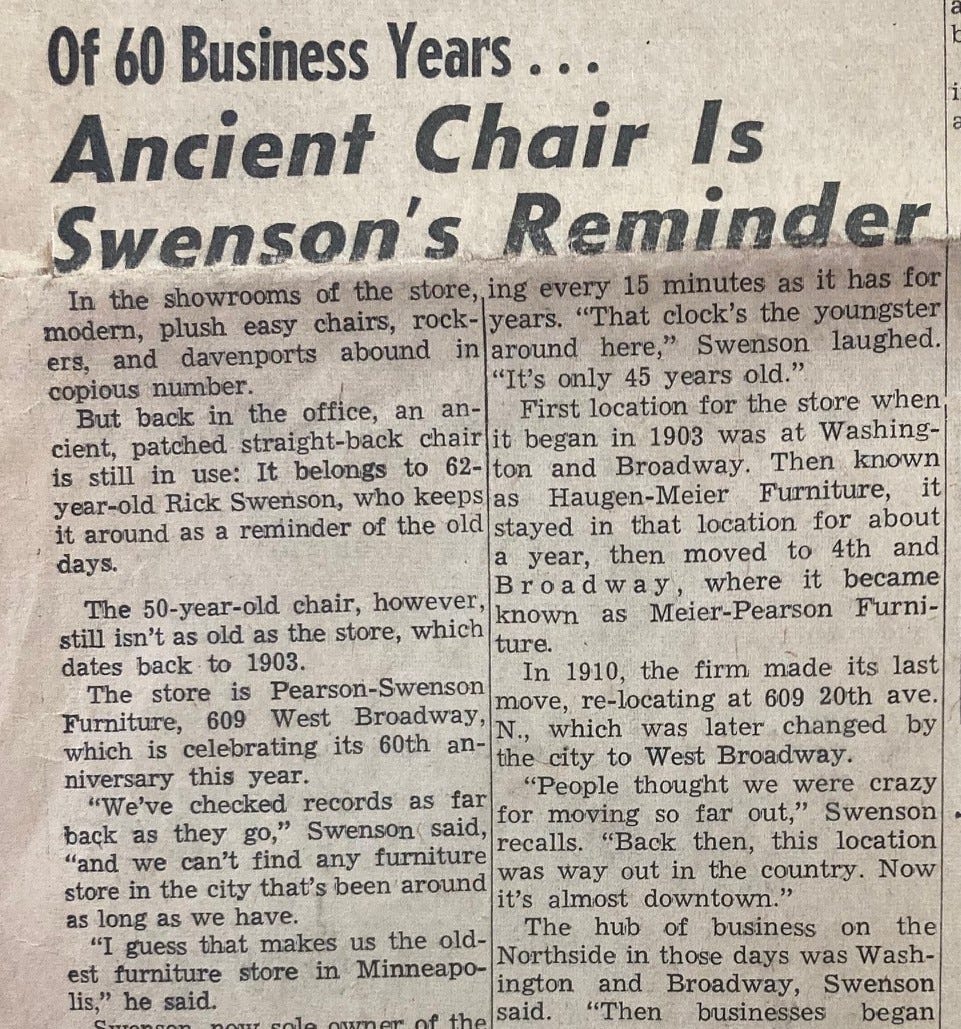 Of 60 Business Years . . .
Ancient Chair Is
Swenson's Reminder
In the showrooms of the store,
modern, plush easy chairs, rock-
ers, and davenports abound in
copious number.
But back in the office, an an-
cient, patched straight-back chair
is still in use: It belongs to 62-
year-old Rick Swenson, who keeps
it around as a reminder of the old
days.
The 50-year-old chair, however,
still isn't as old as the store, which
dates back to 1903.
The store is Pearson-Swenson
Furniture, 609 West Broadway,
which is celebrating its 60th an-
niversary this year.
"We've checked records as far
back as they go," Swenson said,
"and we can't find any furniture
store in the city that's been around
as long as we have.
"I guess that makes us the old-
est furniture store in Minneapo-
lis," he said.
Swenson, now sole owner of the
ing every 15 minutes as it has for
years. "That clock's the youngster
around here," Swenson laughed.
"It's only 45 years old."
First location for the store when
it began in 1903 was at Washing-
ton and Broadway. Then known
as Haugen-Meier Furniture, it
stayed in that location for about
a year, then moved to 4th and
Broadway, where it became
known as Meier-Pearson Furni-
ture.
In 1910, the firm made its last
move, re-locating at 609 20th ave.
N., which was later changed by
the city to West Broadway.
"People thought we were crazy
for moving so far out," Swenson
recalls. "Back then, this location
was way out in the country. Now
it's almost downtown."
The hub of business on the
Northside in those days was Wash-
ington and Broadway, Swenson
said. "Then businesses began